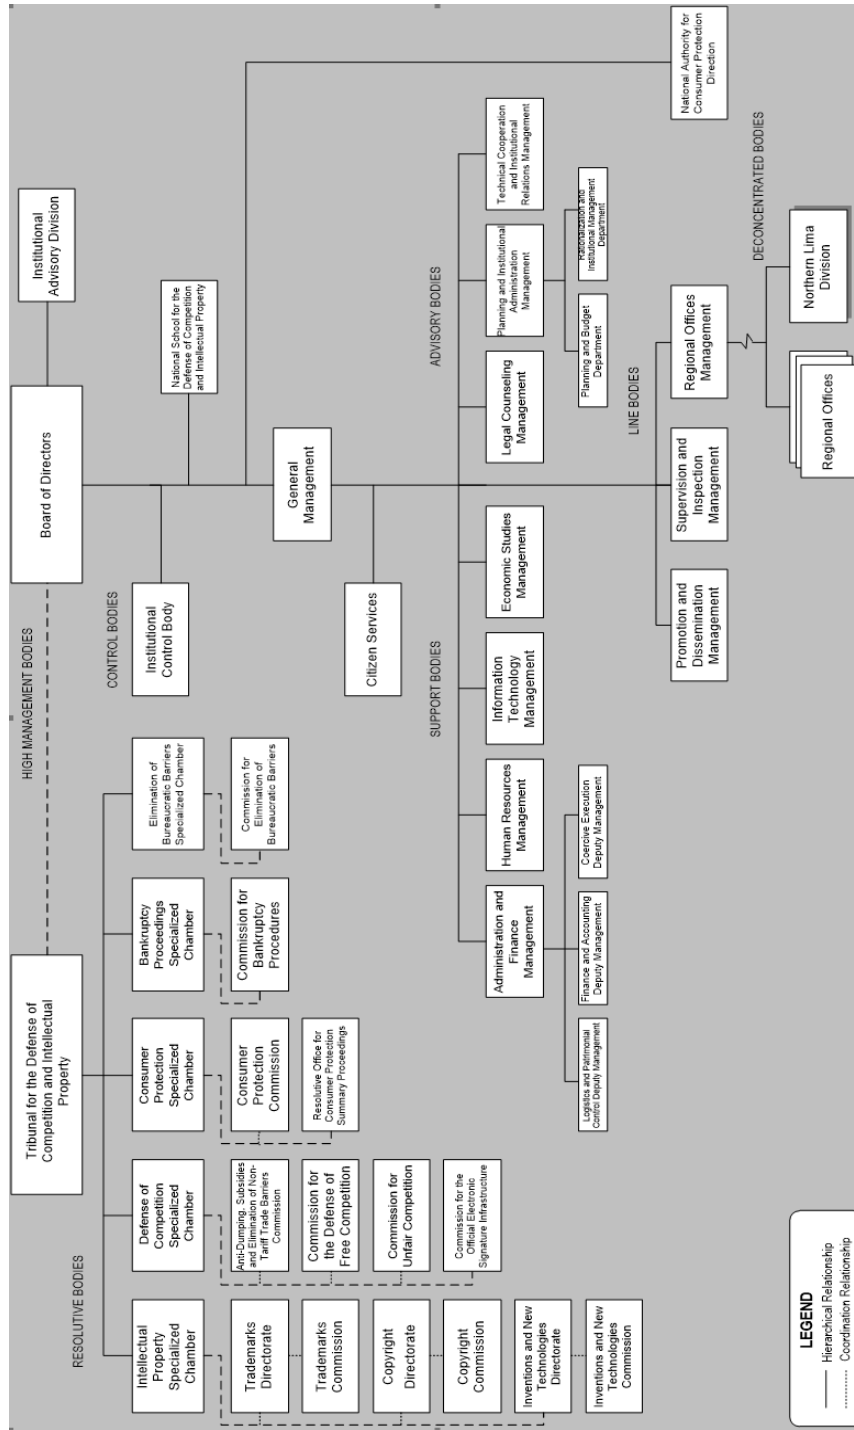 HIGH MANAGEMENT BODIES
Tribunal for the Defense of
Competition and Intellectual
Property
Board of Directors
Institutional
Advisory Division
RESOLUTIVE BODIES
Intellectual
Property
Specialized
Chamber
Defense of
Competition
Specialized
Chamber
Consumer
Protection
Specialized
Chamber
Bankruptcy
Proceedings
Specialized
Chamber
Elimination of
Bureaucratic Barriers
Specialized Chamber
Trademarks
Directorate
Trademarks
Commission
Copyright
Directorate
Copyright
Commission
Inventions and New
Technologies
Directorate
Inventions and New
Technologies
Commission
Anti-Dumping, Subsidies
and Elimination of Non-
Tariff Trade Barriers
Commission
Commission for
the Defense of
Free Competition
Commission for
Unfair Competition
Commission for the
Official Electronic
Signature Infrastructure
Consumer
Protection
Commission
Resolutive Office for
Consumer Protection
Summary Proceedings
Commission for
Bankruptcy
Procedures
Commission for
Elimination of
Bureaucratic Barriers
CONTROL BODIES
Institutional
Control Body
National School for the
Defense of Competition
and Intellectual Property
National Authority for
Consumer Protection
Direction
General
Management
Citizen Services
SUPPORT BODIES
Administration and
Finance
Management
Human Resources
Management
Information
Technology
Management
Economic Studies
Management
Logistics and Patrimonial
Control Deputy Management
Finance and Accounting
Deputy Management
Coercive Execution
Deputy Management
ADVISORY BODIES
Legal Counseling
Management
Planning and Institutional
Administration
Management
Technical Cooperation
and Institutional
Relations Management
Planning and Budget
Department
Rationalization and
Institutional Management
Department
LINE BODIES
Promotion and
Dissemination
Management
Supervision and
Inspection
Management
Regional Offices
Management
DECONCENTRATED BODIES
Regional Offices
Northern Lima
Division
LEGEND
Hierarchical Relationship
Coordination Relationship